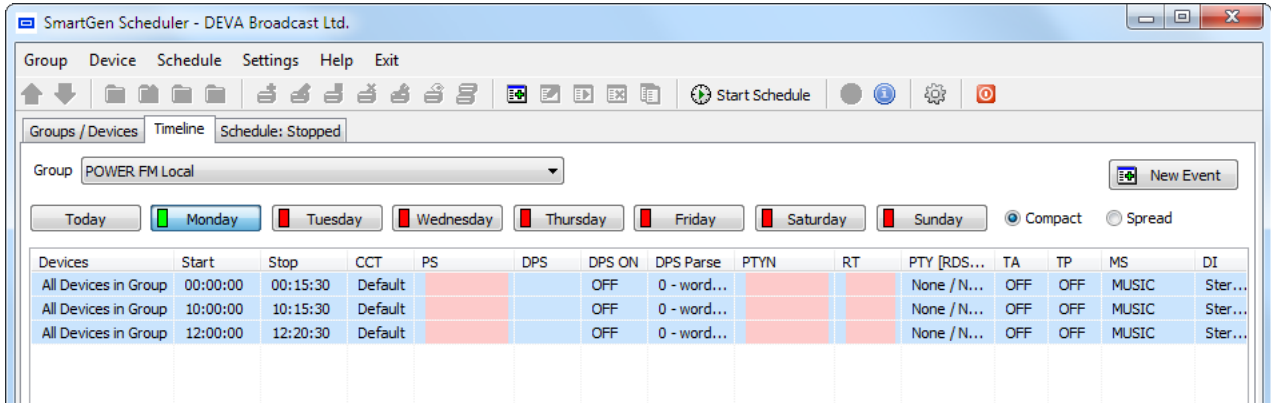 SmartGen Scheduler - DEVA Broadcast Ltd.
Group Device Schedule Settings Help Exit
Start Schedule
Groups / Devices Timeline Schedule: Stopped
Group POWER FM Local New Event
Today Monday Tuesday Wednesday Thursday Friday Saturday Sunday Compact Spread
Devices Start Stop CCT PS DPS DPS ON DPS Parse PTYN RT PTY [RDS... TA TP MS DI
All Devices in Group 00:00:00 00:15:30 Default OFF 0 - word... None / N... OFF OFF MUSIC Ster...
All Devices in Group 10:00:00 10:15:30 Default OFF 0 - word... None / N... OFF OFF MUSIC Ster...
All Devices in Group 12:00:00 12:20:30 Default OFF 0 - word... None / N... OFF OFF MUSIC Ster...